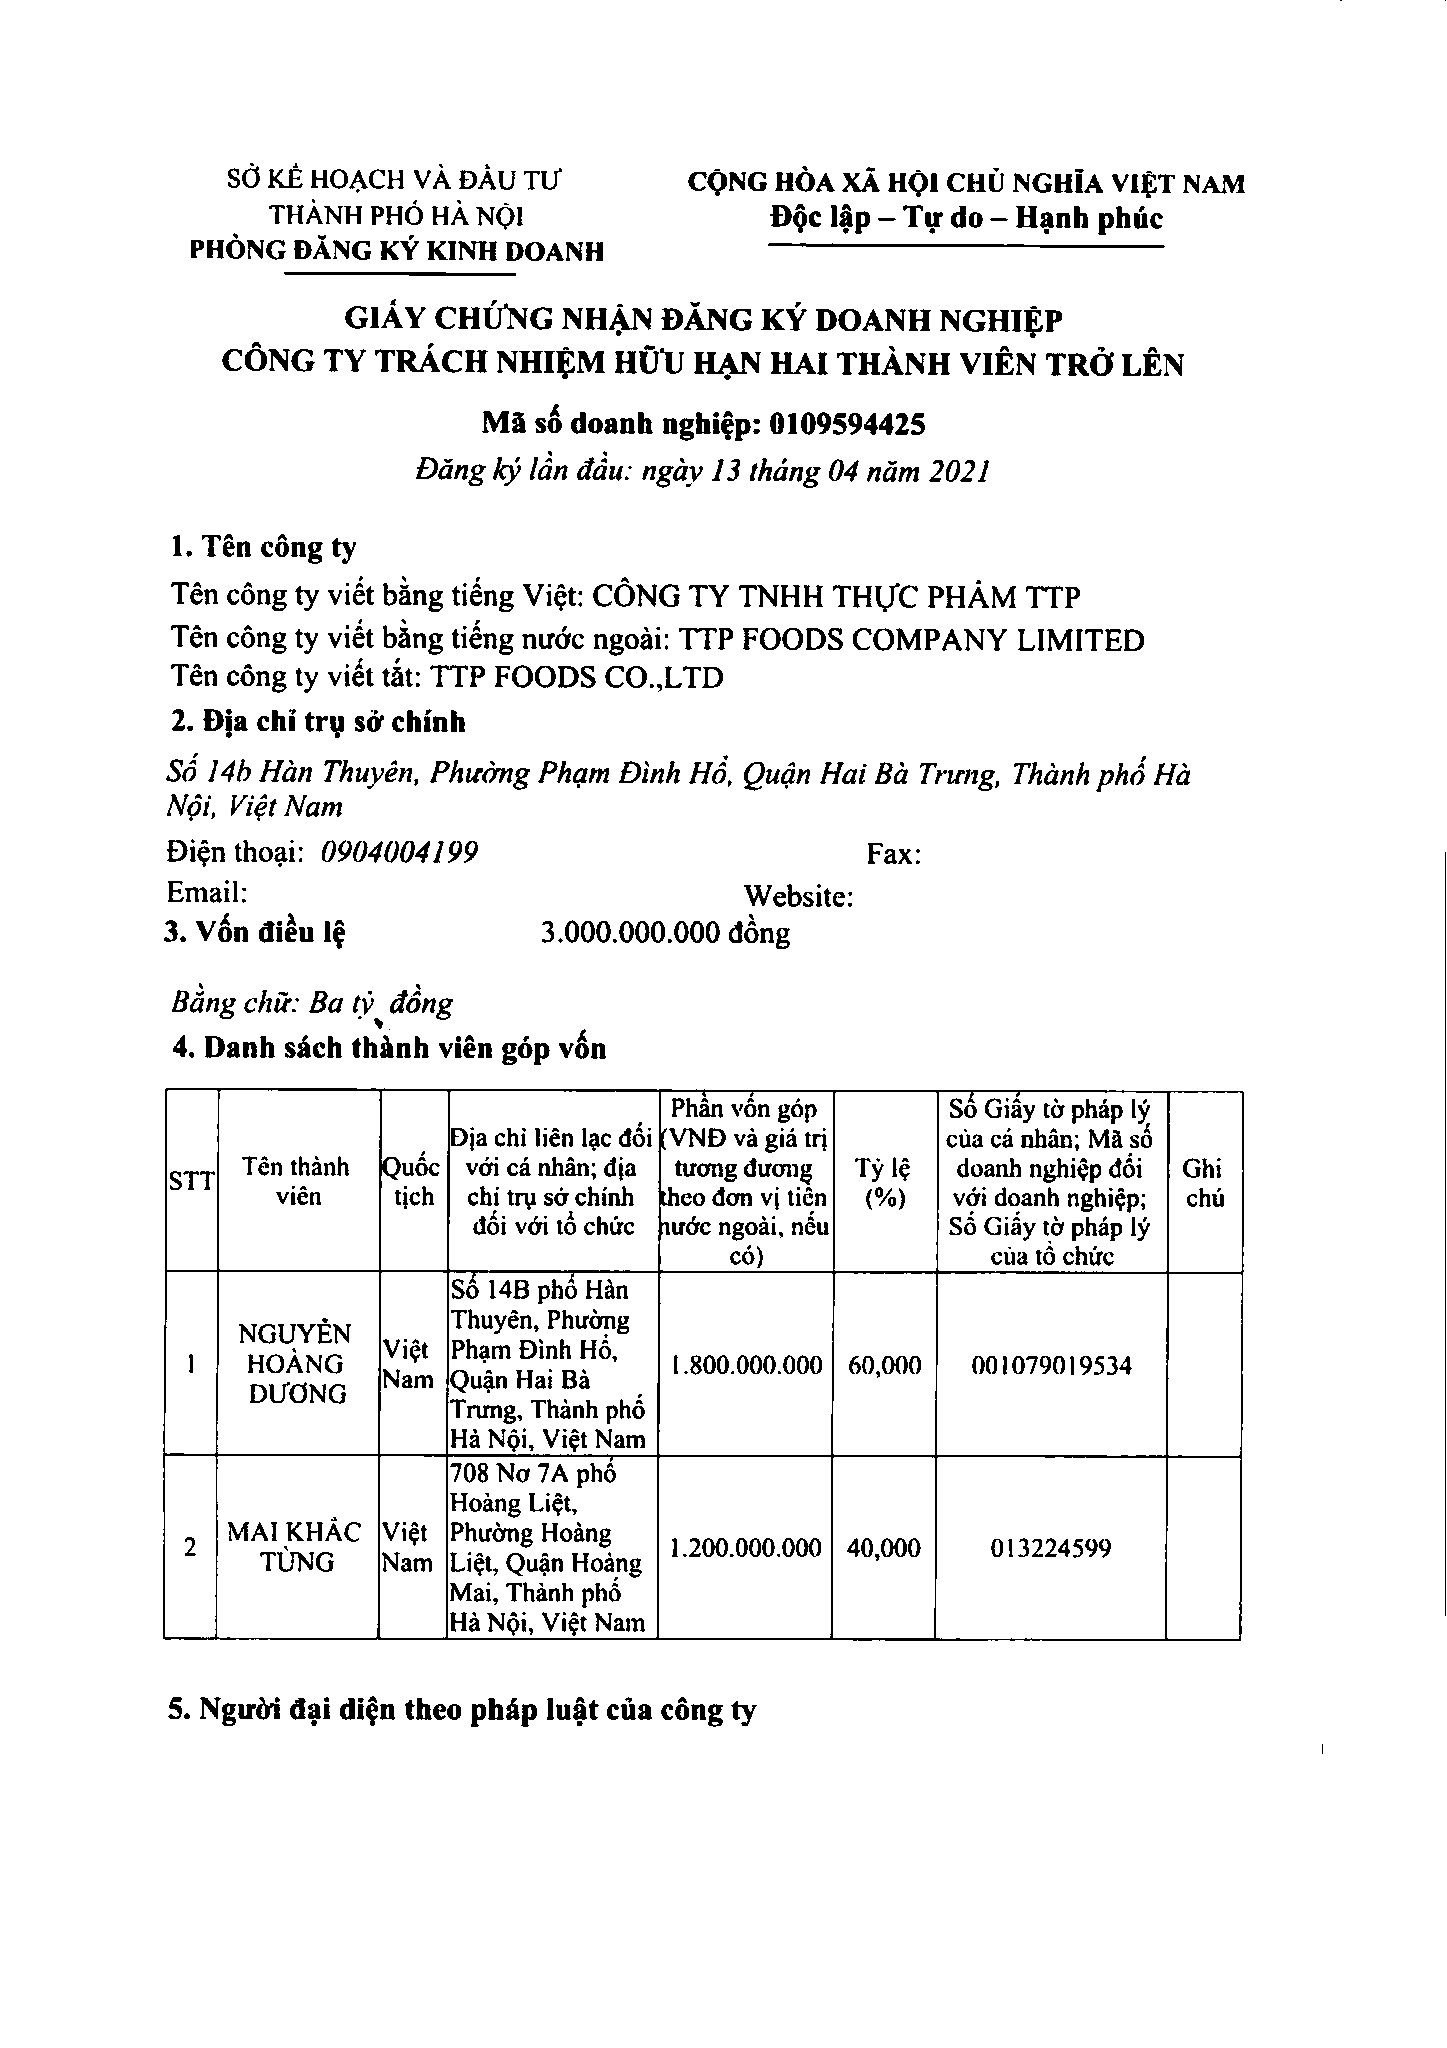 SỞ KẾ HOẠCH VÀ ĐẦU TƯ
THÀNH PHỐ HÀ NỘI
PHÒNG ĐĂNG KÝ KINH DOANH
CỘNG HÒA XÃ HỘI CHỦ NGHĨA VIỆT NAM
Độc lập – Tự do – Hạnh phúc
GIẤY CHỨNG NHẬN ĐĂNG KÝ DOANH NGHIỆP
CÔNG TY TRÁCH NHIỆM HỮU HẠN HAI THÀNH VIÊN TRỞ LÊN
Mã số doanh nghiệp: 0109594425
Đăng ký lần đầu: ngày 13 tháng 04 năm 2021
1. Tên công ty
Tên công ty viết bằng tiếng Việt: CÔNG TY TNHH THỰC PHẨM TTP
Tên công ty viết bằng tiếng nước ngoài: TTP FOODS COMPANY LIMITED
Tên công ty viết tắt: TTP FOODS CO.,LTD
2. Địa chỉ trụ sở chính
Số 14b Hàn Thuyên, Phường Phạm Đình Hổ, Quận Hai Bà Trưng, Thành phố Hà
Nội, Việt Nam
Điện thoại: 0904004199 Fax:
Email: Website:
3. Vốn điều lệ 3.000.000.000 đồng
Bằng chữ: Ba tỷ đồng
4. Danh sách thành viên góp vốn
STT
Tên thành
viên
Quốc
tịch
Địa chỉ liên lạc đối
với cá nhân; địa
chỉ trụ sở chính
đối với tổ chức
Phần vốn góp
(VNĐ và giá trị
tương đương
theo đơn vị tiền
nước ngoài, nếu
có)
Tỷ lệ
(%)
Số Giấy tờ pháp lý
của cá nhân; Mã số
doanh nghiệp đối
với doanh nghiệp;
Số Giấy tờ pháp lý
của tổ chức
Ghi
chú
1
NGUYỄN
HOÀNG
DƯƠNG
Việt
Nam
Số 14B phố Hàn
Thuyên, Phường
Phạm Đình Hổ,
Quận Hai Bà
Trưng, Thành phố
Hà Nội, Việt Nam
1.800.000.000
60,000
001079019534
2
MAI KHẮC
TÙNG
Việt
Nam
708 Nơ 7A phố
Hoàng Liệt,
Phường Hoàng
Liệt, Quận Hoàng
Mai, Thành phố
Hà Nội, Việt Nam
1.200.000.000
40,000
013224599
5. Người đại diện theo pháp luật của công ty